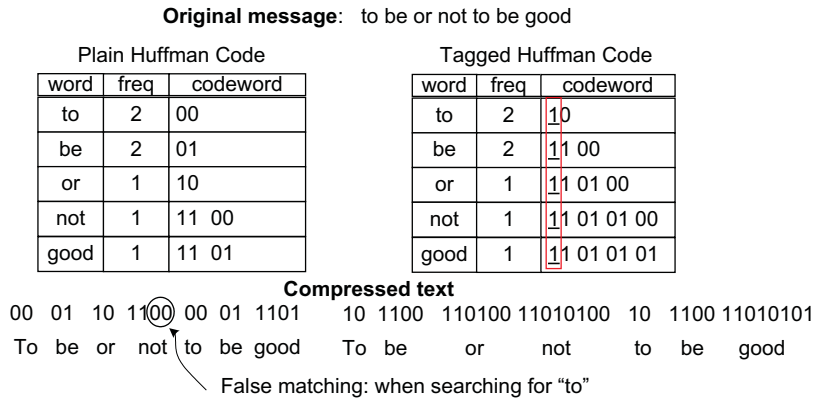 Original message: to be or not to be good
Plain Huffman Code
word freq codeword
to 2 00
be 2 01
or 1 10
not 1 11 00
good 1 11 01
Tagged Huffman Code
word freq codeword
to 2 10
be 2 11 00
or 1 11 01 00
not 1 11 01 01 00
good 1 11 01 01 01
Compressed text
00 01 10 1100 00 01 1101
To be or not to be good
10 1100 110100 11010100 10 1100 11010101
To be or not to be good
False matching: when searching for “to”